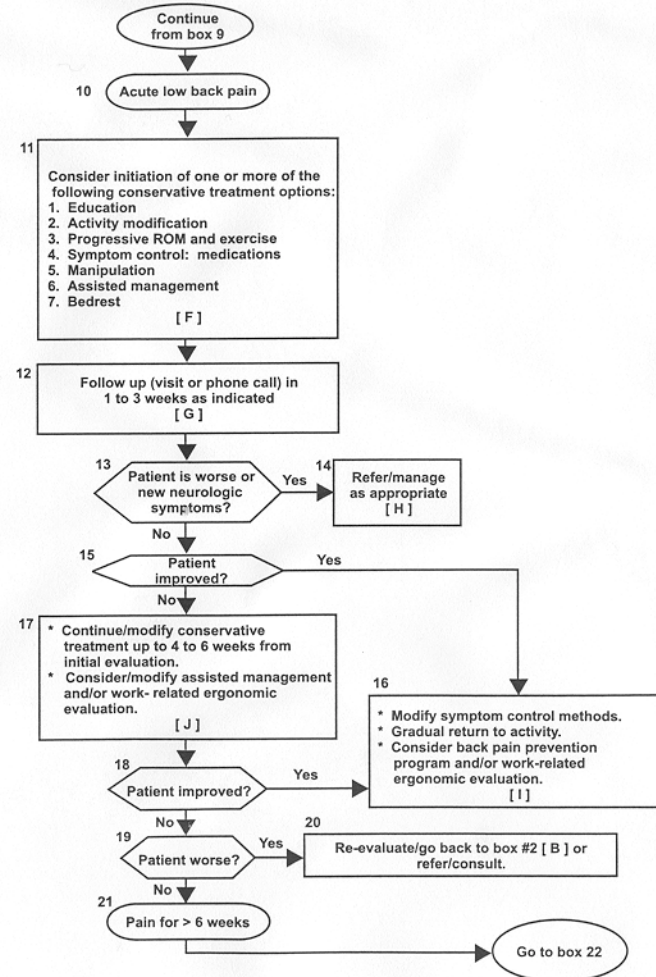 Continue
from box 9
10
Acute low back pain
11
Consider initiation of one or more of the
following conservative treatment options:
1. Education
2. Activity modification
3. Progressive ROM and exercise
4. Symptom control: medications
5. Manipulation
6. Assisted management
7. Bedrest
[ F ]
12
Follow up (visit or phone call) in
1 to 3 weeks as indicated
[ G ]
13
Patient is worse or
new neurologic
symptoms?
Yes
14
Refer/manage
as appropriate
[ H ]
No
15
Patient
improved?
Yes
No
17
* Continue/modify conservative
treatment up to 4 to 6 weeks from
initial evaluation.
* Consider/modify assisted management
and/or work- related ergonomic
evaluation.
[ J ]
16
* Modify symptom control methods.
* Gradual return to activity.
* Consider back pain prevention
program and/or work-related
ergonomic evaluation.
[ I ]
18
Patient improved?
Yes
No
19
Patient worse?
Yes
20
Re-evaluate/go back to box #2 [ B ] or
refer/consult.
No
21
Pain for > 6 weeks
Go to box 22